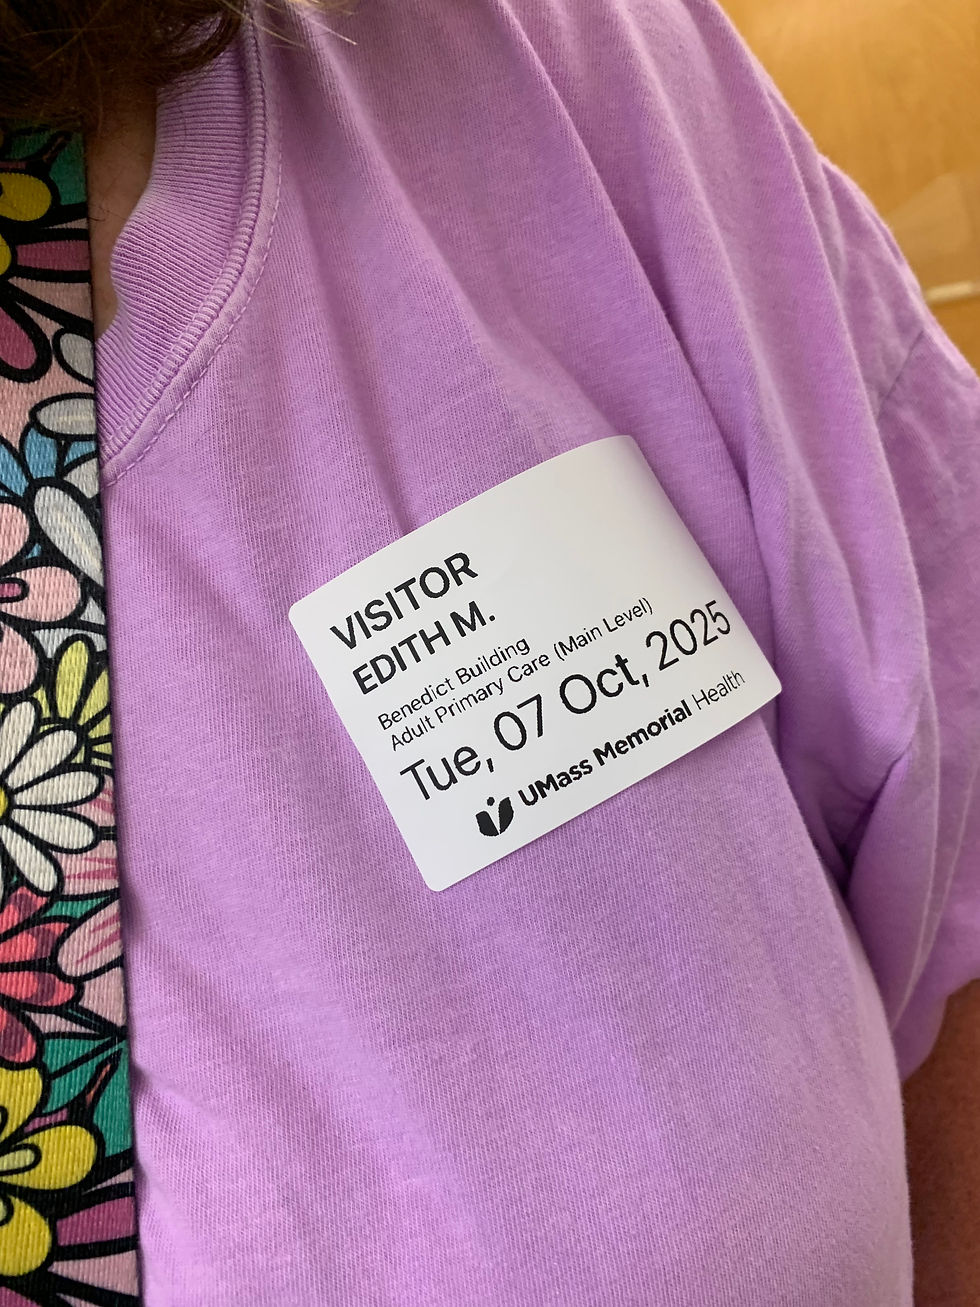 VISITOR
EDITH M.
Benedict Building
Adult Primary Care (Main Level)
Tue, 07 Oct, 2025
UMass Memorial Health